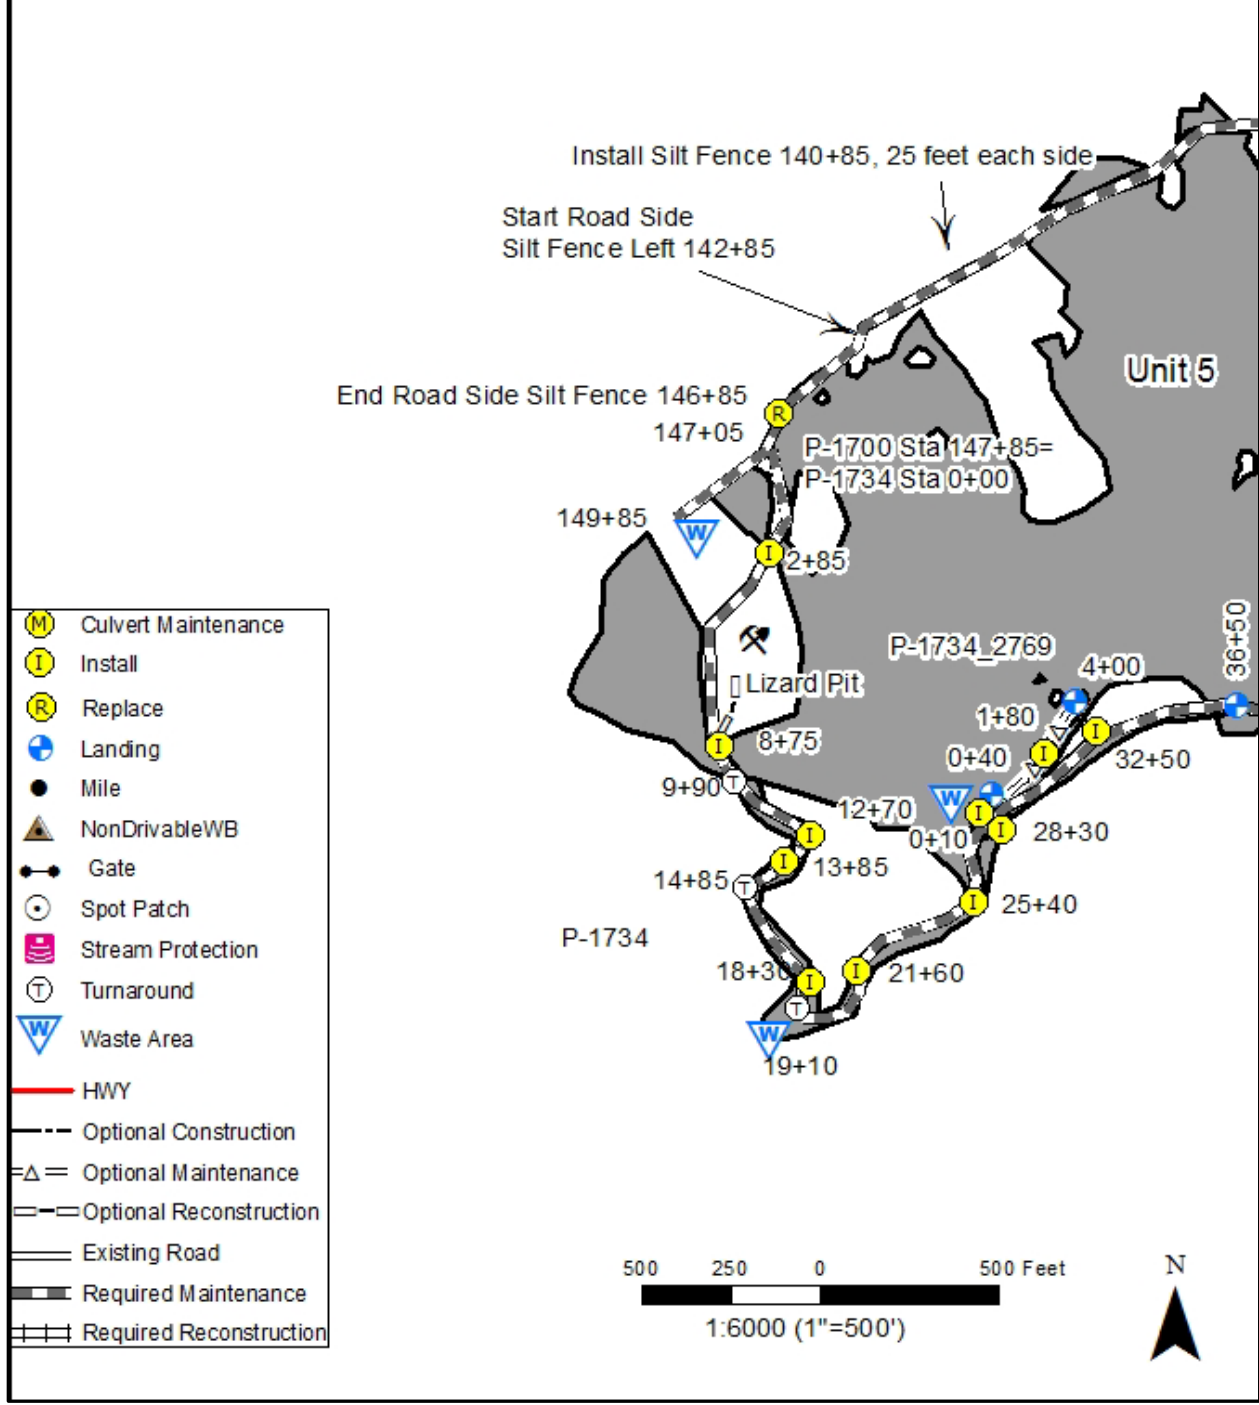 Install Silt Fence 140+85, 25 feet each side
Start Road Side
Silt Fence Left 142+85
Unit 5
End Road Side Silt Fence 146+85
R
147+05
P-1700 Sta 147+85=
P-1734 Sta 0+00
149+85
W
I
2+85
Lizard Pit
I
8+75
9+90
T
P-1734_2769
4+00
36+50
1+80
I
I
0+40
32+50
W
12+70
I
0+10
I
28+30
I
I
13+85
14+85
T
I
25+40
P-1734
18+30
I
I
21+60
T
W
19+10
M
Culvert Maintenance
I
Install
R
Replace
Landing
Mile
NonDrivableWB
Gate
Spot Patch
Stream Protection
T
Turnaround
W
Waste Area
HWY
Optional Construction
Optional Maintenance
Optional Reconstruction
Existing Road
Required Maintenance
Required Reconstruction
500 250 0 500 Feet
1:6000 (1"=500')
N